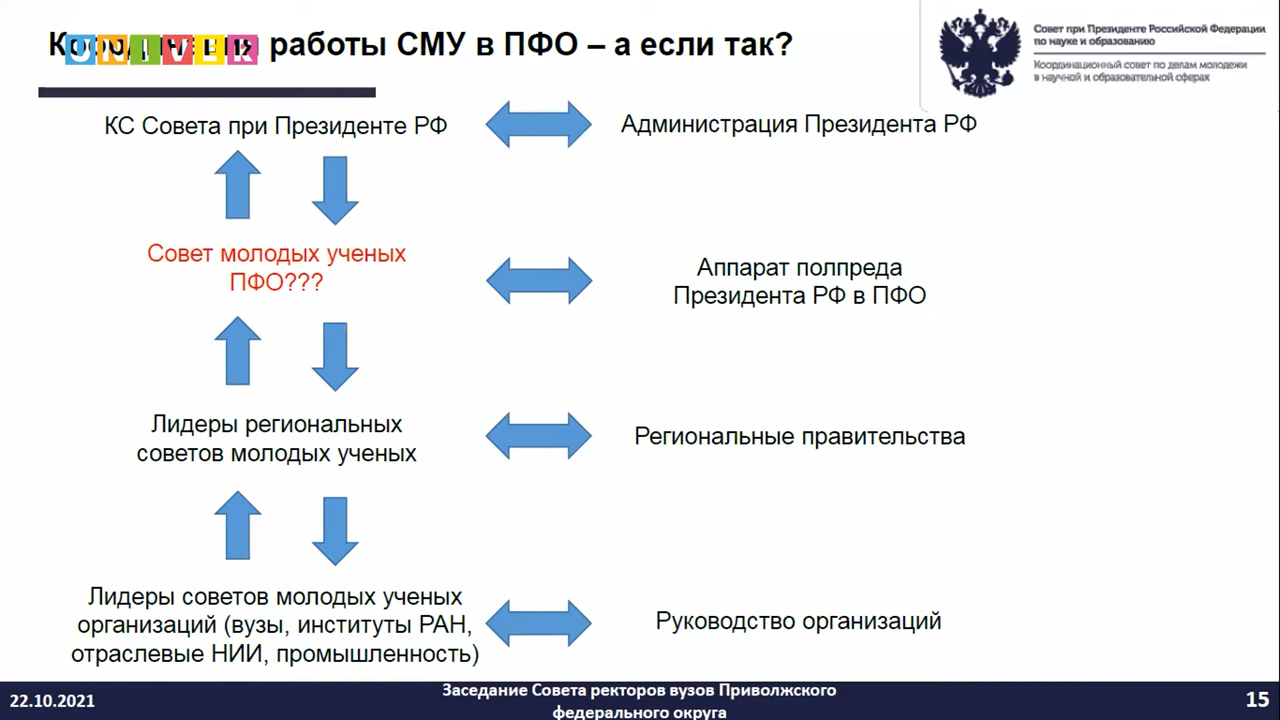 работы СМУ в ПФО – а если так?
UNIVER
Совет при Президенте Российской Федерации
по науке и образованию
Координационный совет по делам молодежи
в научной и образовательной сферах
КС Совета при Президенте РФ
Администрация Президента РФ
Совет молодых ученых
ПФО???
Аппарат полпреда
Президента РФ в ПФО
Лидеры региональных
советов молодых ученых
Региональные правительства
Лидеры советов молодых ученых
организаций (вузы, институты РАН,
отраслевые НИИ, промышленность)
Руководство организаций
22.10.2021
Заседание Совета ректоров вузов Приволжского
федерального округа
15